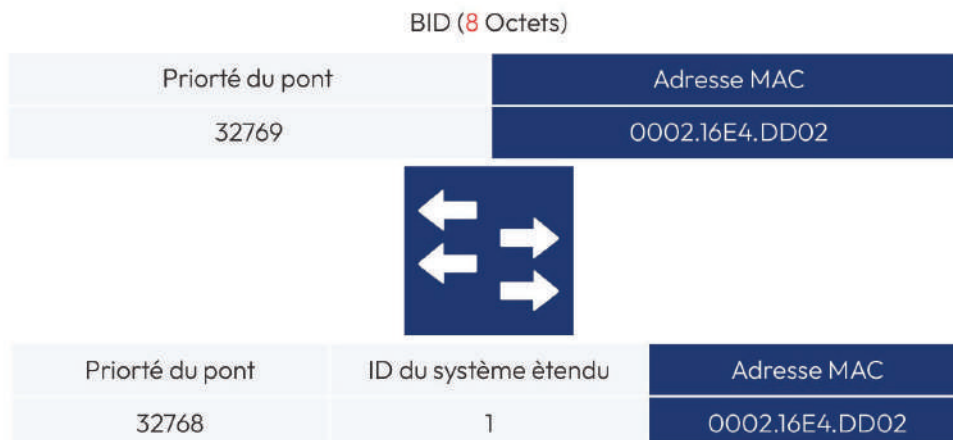 BID (8 Octets)
Priorté du pont Adresse MAC
32769 0002.16E4.DD02
Priorté du pont ID du système ètendu Adresse MAC
32768 1 0002.16E4.DD02